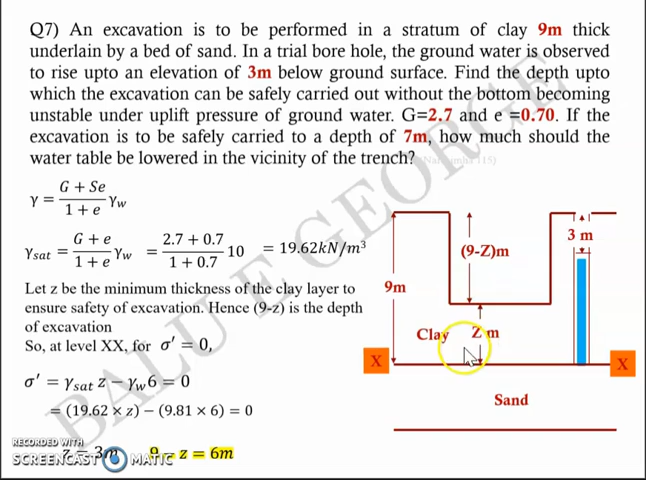 Q7) An excavation is to be performed in a stratum of clay 9m thick
underlain by a bed of sand. In a trial bore hole, the ground water is observed
to rise upto an elevation of 3m below ground surface. Find the depth upto
which the excavation can be safely carried out without the bottom becoming
unstable under uplift pressure of ground water. G=2.7 and e =0.70. If the
excavation is to be safely carried to a depth of 7m, how much should the
water table be lowered in the vicinity of the trench?
γ = (G + Se)/(1 + e) γw
γsat = (G + e)/(1 + e) γw = (2.7 + 0.7)/(1 + 0.7) 10 = 19.62kN/m³
Let z be the minimum thickness of the clay layer to
ensure safety of excavation. Hence (9-z) is the depth
of excavation
So, at level XX, for σ′ = 0,
σ′ = γsat z − γw6 = 0
= (19.62 × z) − (9.81 × 6) = 0
z = 3m 9 − z = 6m
3 m
(9-Z)m
9m
Clay Z m
X X
Sand
BALU E GEORGE
RECORDED WITH
SCREENCAST MATIC